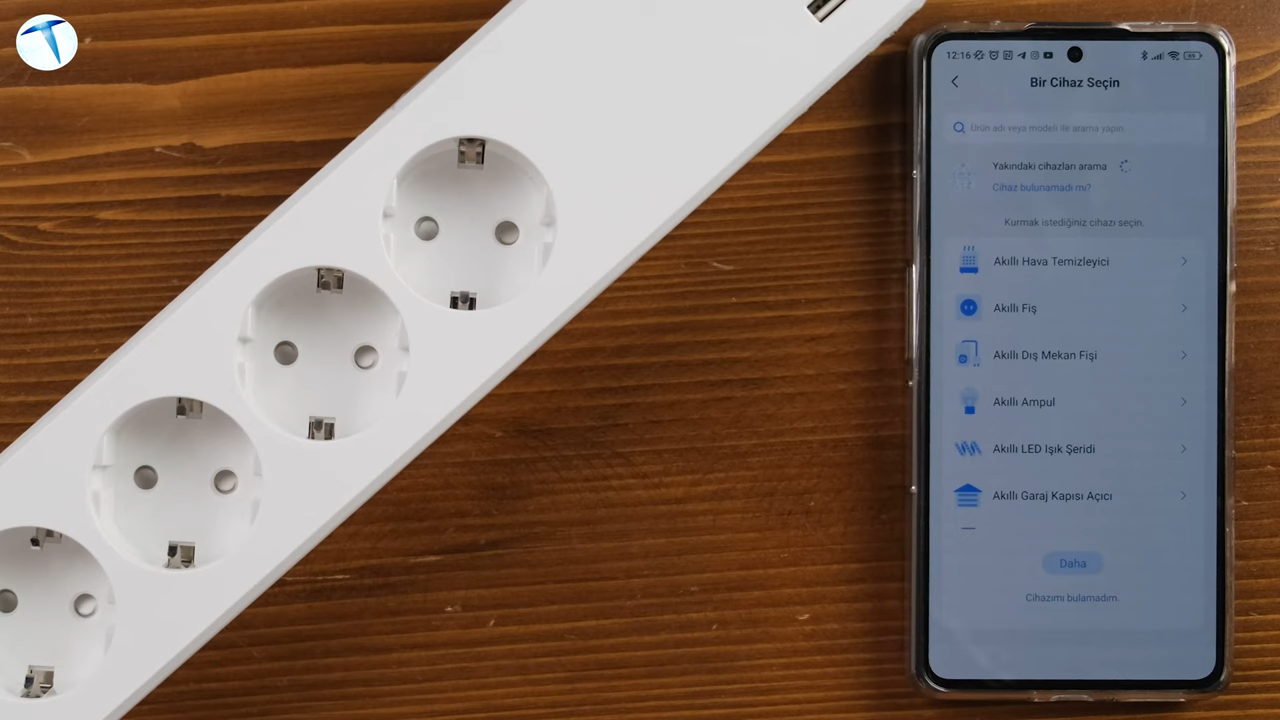 12:16
Bir Cihaz Seçin
Ürün adı veya modeli ile arama yapın
Yakındaki cihazları arama
Cihaz bulunamadı mı?
Kurmak istediğiniz cihazı seçin.
Akıllı Hava Temizleyici
Akıllı Fiş
Akıllı Dış Mekan Fişi
Akıllı Ampul
Akıllı LED Işık Şeridi
Akıllı Garaj Kapısı Açıcı
Daha
Cihazımı bulamadım.